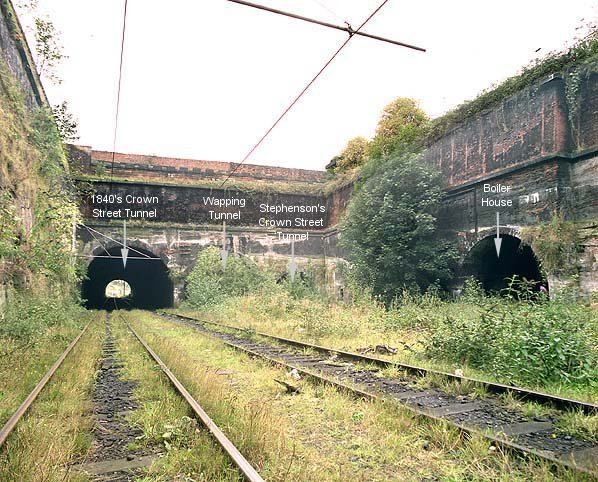 1840's Crown
Street Tunnel
Wapping
Tunnel
Stephenson's
Crown Street
Tunnel
Boiler
House